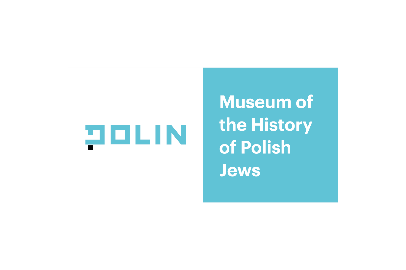 POLIN
Museum of
the History
of Polish
Jews